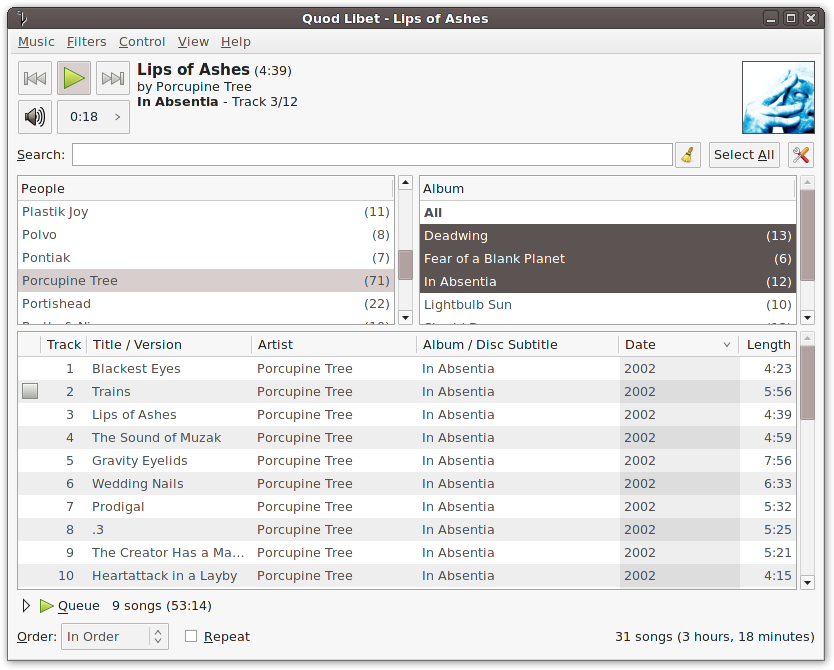 Quod Libet - Lips of Ashes
Music Filters Control View Help
Lips of Ashes (4:39)
by Porcupine Tree
In Absentia - Track 3/12
0:18
Search: Select All
People
Plastik Joy (11)
Polvo (8)
Pontiak (7)
Porcupine Tree (71)
Portishead (22)
Album
All
Deadwing (13)
Fear of a Blank Planet (6)
In Absentia (12)
Lightbulb Sun (10)
Track Title / Version Artist Album / Disc Subtitle Date Length
1 Blackest Eyes Porcupine Tree In Absentia 2002 4:23
2 Trains Porcupine Tree In Absentia 2002 5:56
3 Lips of Ashes Porcupine Tree In Absentia 2002 4:39
4 The Sound of Muzak Porcupine Tree In Absentia 2002 4:59
5 Gravity Eyelids Porcupine Tree In Absentia 2002 7:56
6 Wedding Nails Porcupine Tree In Absentia 2002 6:33
7 Prodigal Porcupine Tree In Absentia 2002 5:32
8 .3 Porcupine Tree In Absentia 2002 5:25
9 The Creator Has a Ma... Porcupine Tree In Absentia 2002 5:21
10 Heartattack in a Layby Porcupine Tree In Absentia 2002 4:15
Queue 9 songs (53:14)
Order: In Order Repeat 31 songs (3 hours, 18 minutes)